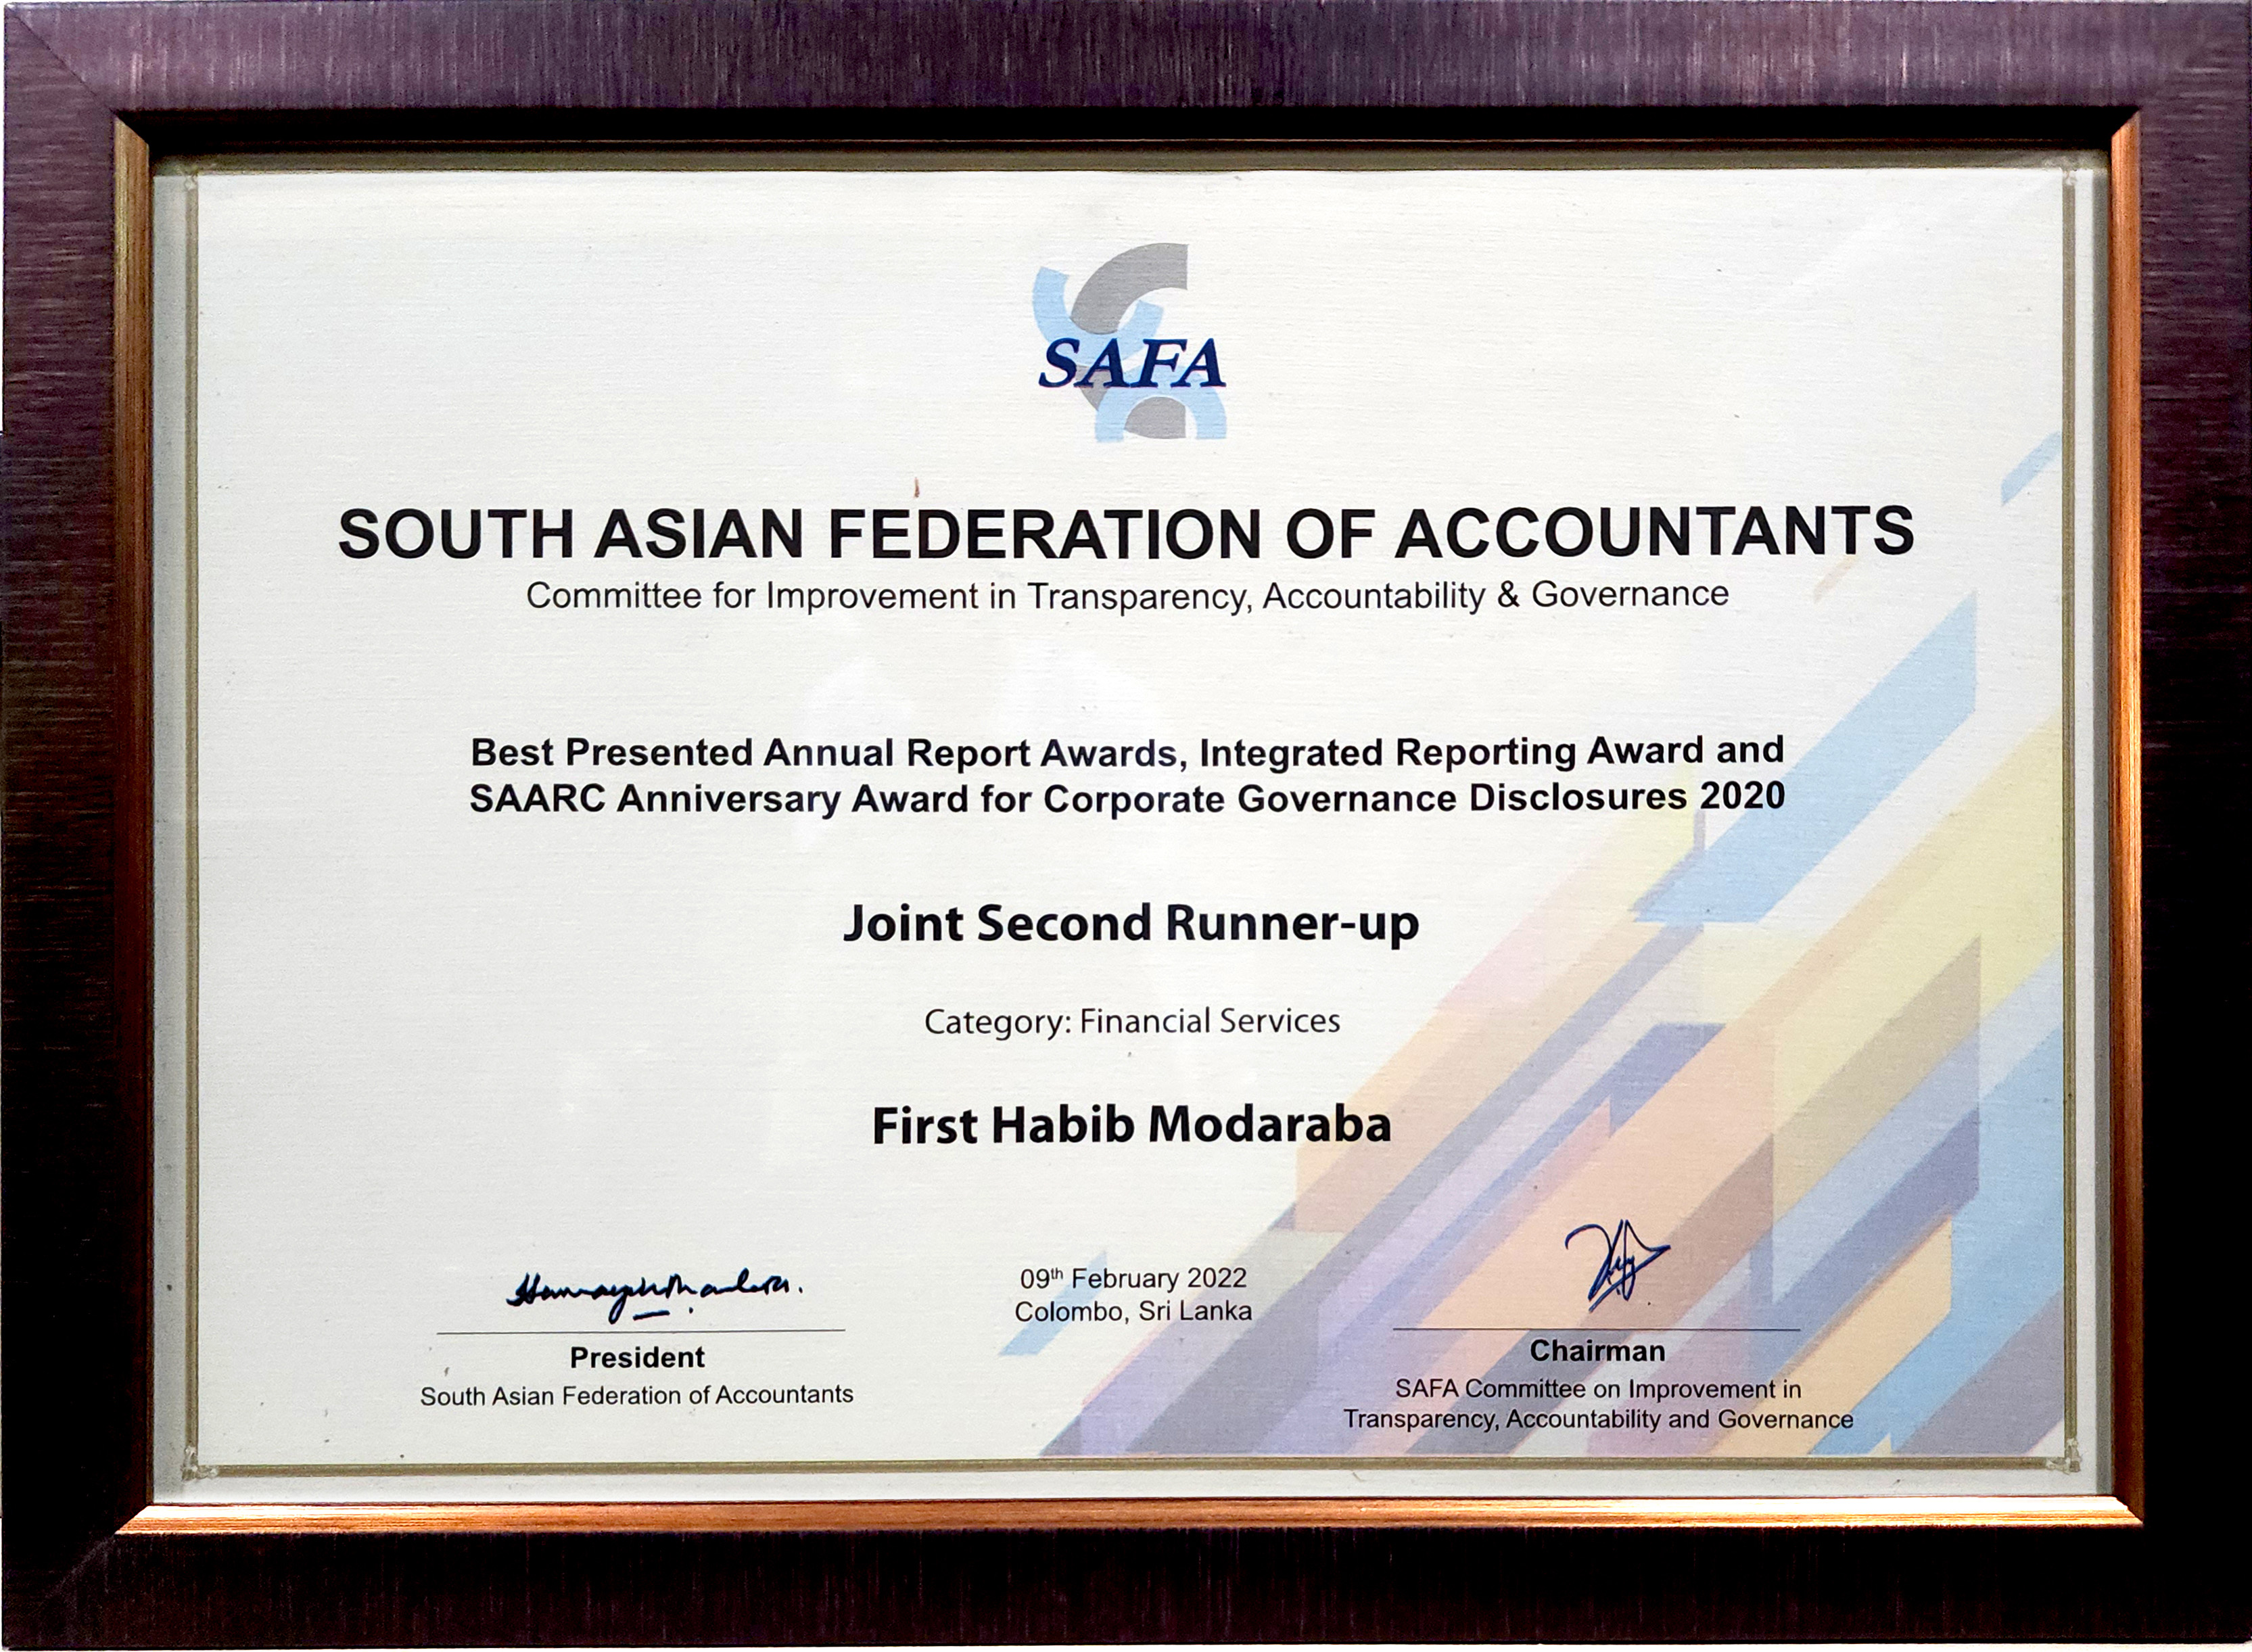 SAFA
SOUTH ASIAN FEDERATION OF ACCOUNTANTS
Committee for Improvement in Transparency, Accountability & Governance
Best Presented Annual Report Awards, Integrated Reporting Award and
SAARC Anniversary Award for Corporate Governance Disclosures 2020
Joint Second Runner-up
Category: Financial Services
First Habib Modaraba
09th February 2022
Colombo, Sri Lanka
President
South Asian Federation of Accountants
Chairman
SAFA Committee on Improvement in
Transparency, Accountability and Governance